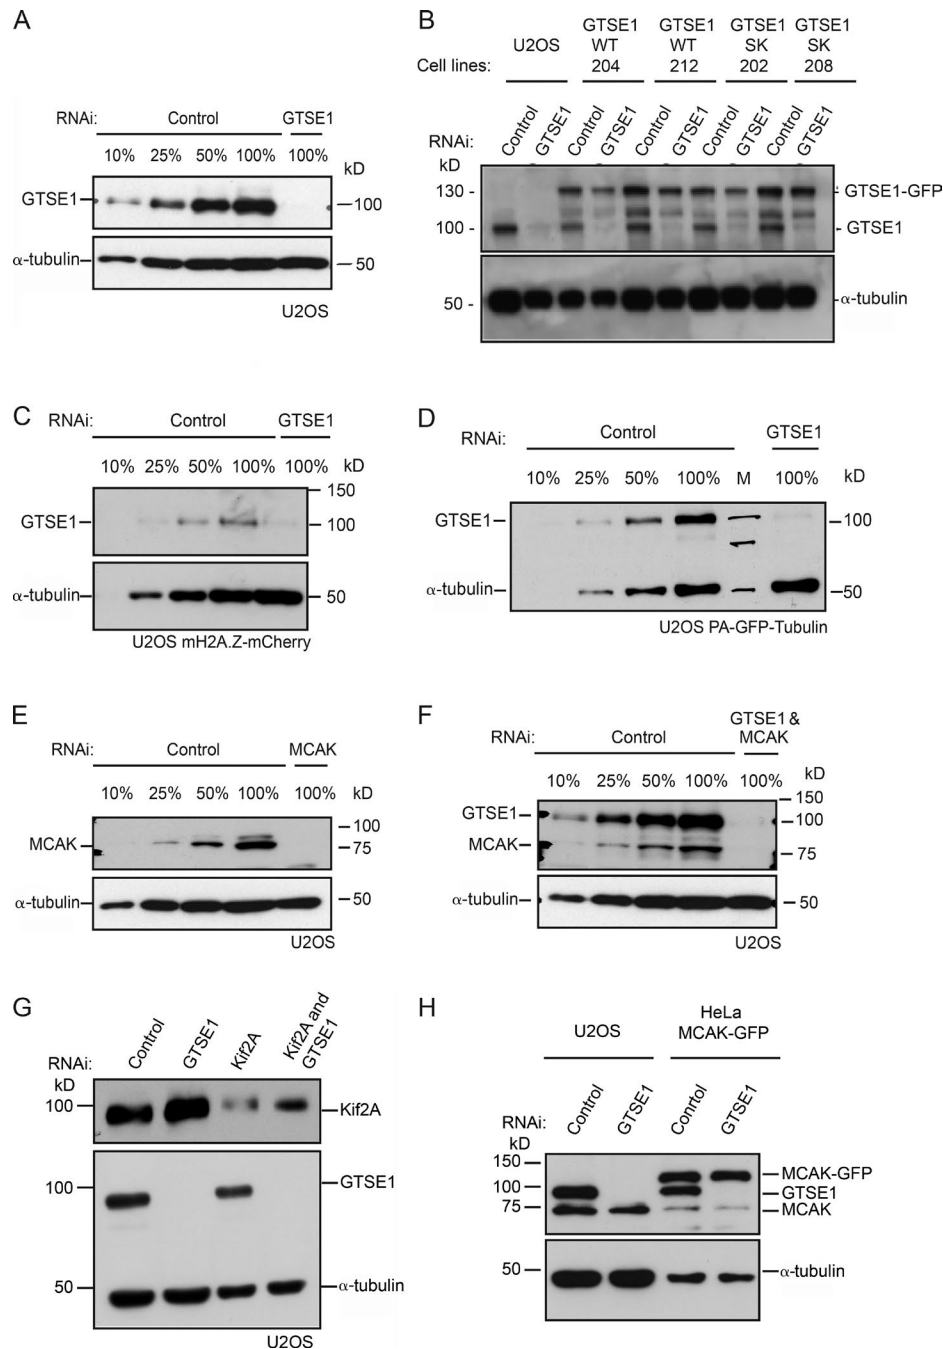 A
RNAi: Control GTSE1
10% 25% 50% 100% 100%
kD
GTSE1
100
α-tubulin
50
U2OS
B
Cell lines: U2OS GTSE1 WT 204 GTSE1 WT 212 GTSE1 SK 202 GTSE1 SK 208
RNAi: Control GTSE1 Control GTSE1 Control GTSE1 Control GTSE1 Control GTSE1
kD
130 - GTSE1-GFP
100 - GTSE1
50 - α-tubulin
C
RNAi: Control GTSE1
10% 25% 50% 100% 100% kD
150
GTSE1 100
α-tubulin 50
U2OS mH2A.Z-mCherry
D
RNAi: Control GTSE1
10% 25% 50% 100% M 100% kD
GTSE1 100
α-tubulin 50
U2OS PA-GFP-Tubulin
E
RNAi: Control MCAK
10% 25% 50% 100% 100% kD
100
MCAK 75
α-tubulin 50
U2OS
F
GTSE1 &
RNAi: Control MCAK
10% 25% 50% 100% 100% kD
150
GTSE1 100
MCAK 75
α-tubulin 50
U2OS
G
RNAi: Control GTSE1 Kif2A Kif2A and GTSE1
kD
100 Kif2A
100 GTSE1
50 α-tubulin
U2OS
H
HeLa
U2OS MCAK-GFP
RNAi: Control GTSE1 Conrtol GTSE1
kD
150 MCAK-GFP
100 GTSE1
75 MCAK
50 α-tubulin